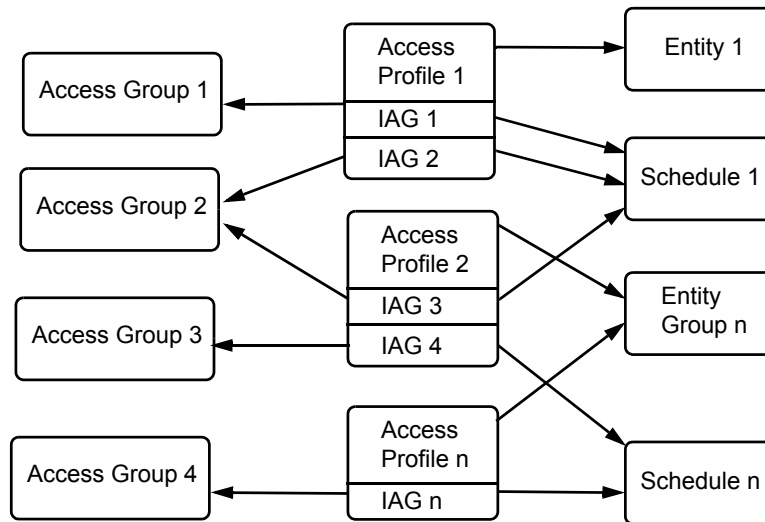 Access Group 1
Access Group 2
Access Group 3
Access Group 4
Access
Profile 1
IAG 1
IAG 2
Access
Profile 2
IAG 3
IAG 4
Access
Profile n
IAG n
Entity 1
Schedule 1
Entity
Group n
Schedule n